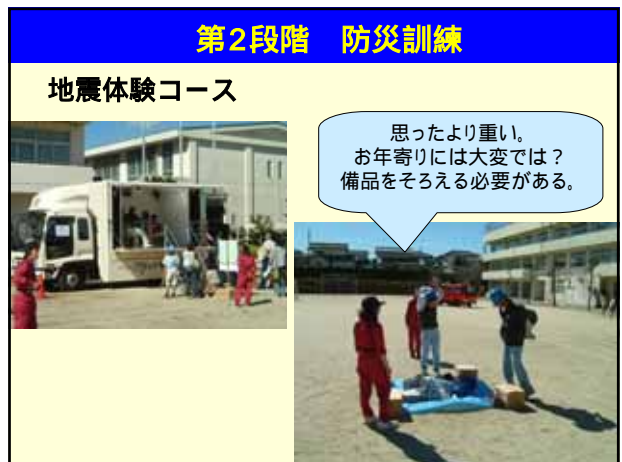 第2段階　防災訓練
地震体験コース
思ったより重い。
お年寄りには大変では？
備品をそろえる必要がある。